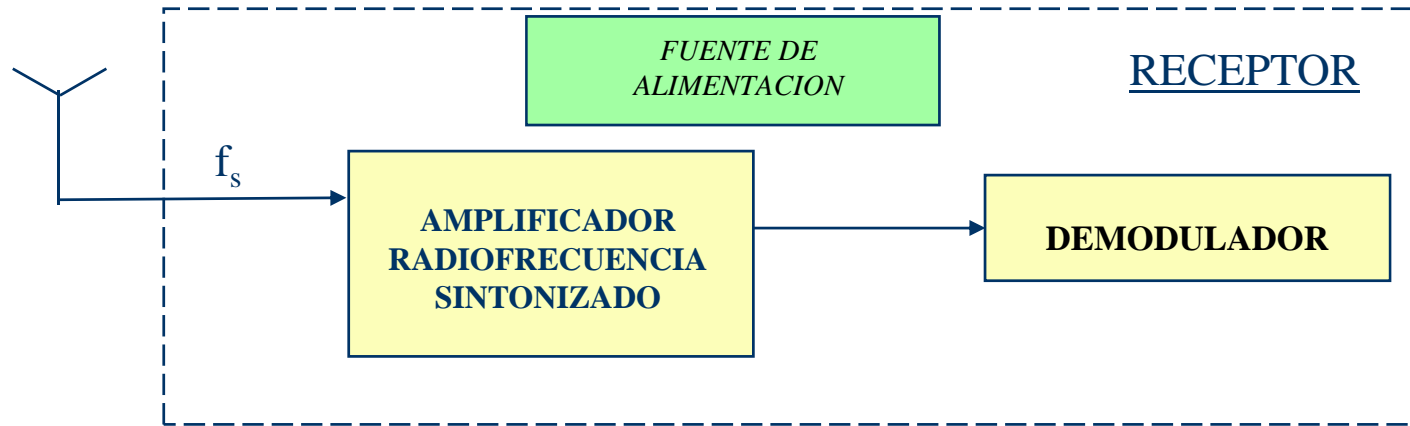 FUENTE DE
ALIMENTACION
RECEPTOR
fs
AMPLIFICADOR
RADIOFRECUENCIA
SINTONIZADO
DEMODULADOR